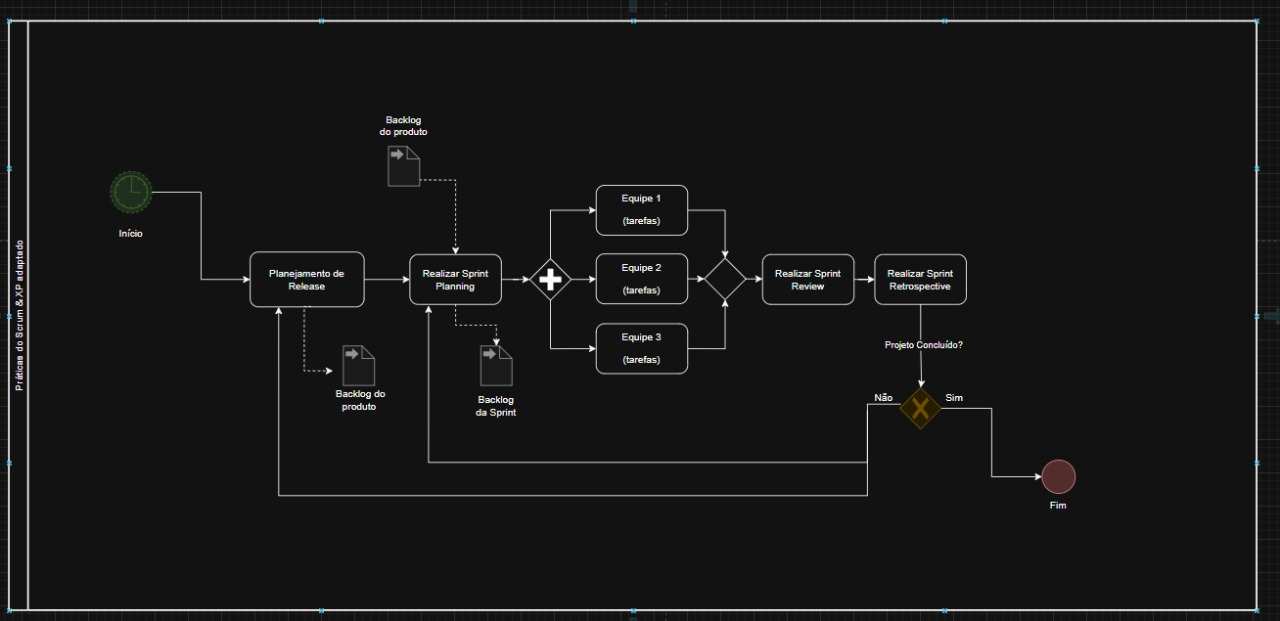 Práticas do Scrum & XP adaptado
Início
Planejamento de
Release
Backlog
do produto
Backlog do
produto
Realizar Sprint
Planning
Backlog
da Sprint
Equipe 1
(tarefas)
Equipe 2
(tarefas)
Equipe 3
(tarefas)
Realizar Sprint
Review
Realizar Sprint
Retrospective
Projeto Concluído?
Não
Sim
Fim